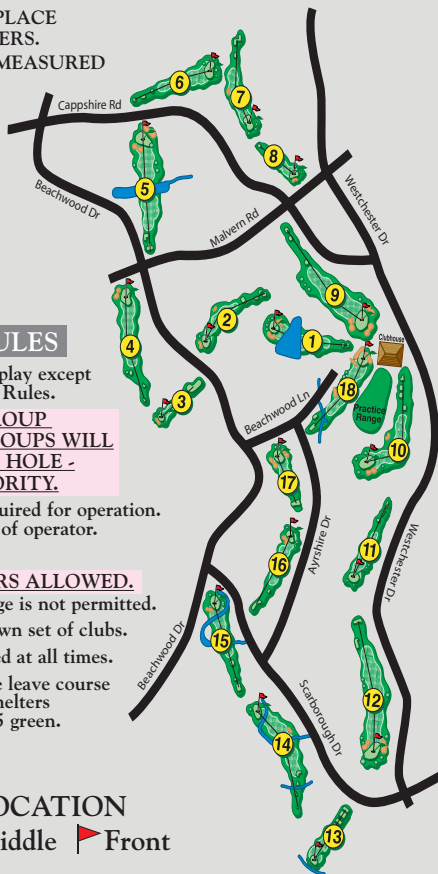 PLACE
ERS.
MEASURED
Cappshire Rd
Beachwood Dr
Malvern Rd
Westchester Dr
6
7
8
5
9
4
2
1
Clubhouse
3
18
Practice
Range
10
Beachwood Ln
17
11
16
Ayrshire Dr
Westchester Dr
15
Beachwood Dr
12
14
Scarborough Dr
13
ULES
play except
Rules.
ROUP
OUPS WILL
HOLE -
ORITY.
uired for operation.
of operator.
RS ALLOWED.
ge is not permitted.
wn set of clubs.
ed at all times.
e leave course
helters
5 green.
OCATION
iddle Front